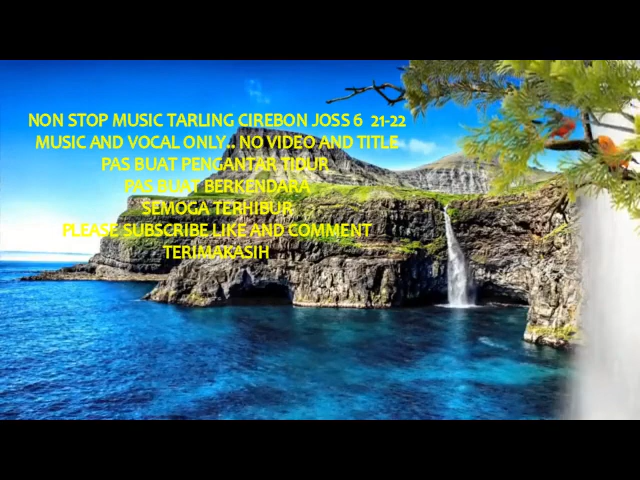 NON STOP MUSIC TARLING CIREBON JOSS 6 21-22
MUSIC AND VOCAL ONLY.. NO VIDEO AND TITLE
PAS BUAT PENGANTAR TIDUR
PAS BUAT BERKENDARA
SEMOGA TERHIBUR
PLEASE SUBSCRIBE LIKE AND COMMENT
TERIMAKASIH